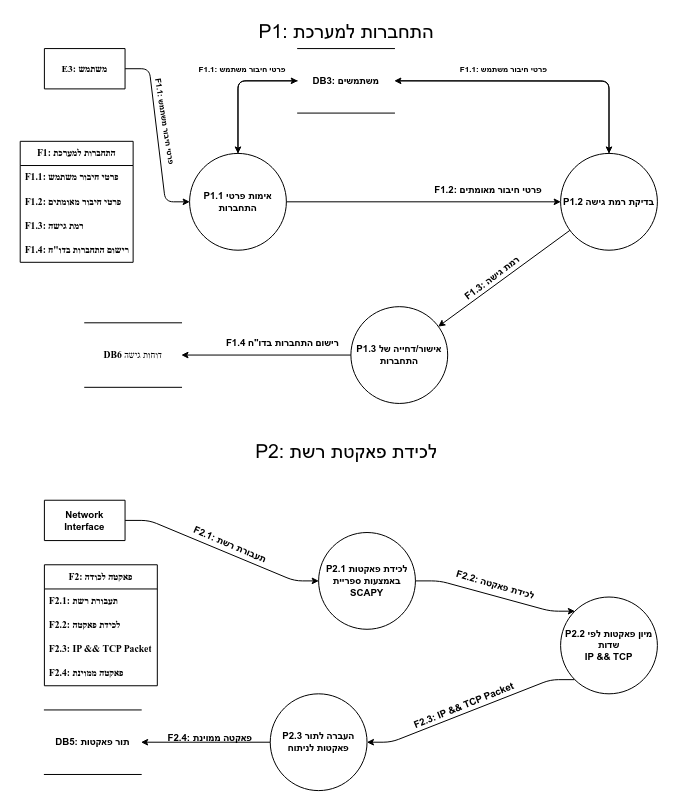 P1: התחברות למערכת
E3: משתמש
F1.1: פרטי חיבור משתמש
DB3: משתמשים
F1.1: פרטי חיבור משתמש
F1.1: פרטי חיבור משתמש
F1: התחברות למערכת
F1.1: פרטי חיבור משתמש
F1.2: פרטי חיבור מאומתים
F1.3: רמת גישה
F1.4: רישום התחברות בדו"ח
P1.1 אימות פרטי
התחברות
F1.2: פרטי חיבור מאומתים
P1.2 בדיקת רמת גישה
F1.3: רמת גישה
P1.3 אישור/דחייה של
התחברות
F1.4 רישום התחברות בדו"ח
DB6 דוחות גישה
P2: לכידת פאקטת רשת
Network
Interface
F2.1: תעבורת רשת
P2.1 לכידת פאקטות
באמצעות ספריית
SCAPY
F2.2: לכידת פאקטה
F2: פאקטה לכודה
F2.1: תעבורת רשת
F2.2: לכידת פאקטה
F2.3: IP && TCP Packet
F2.4: פאקטה ממוינת
P2.2 מיון פאקטות לפי
שדות
IP && TCP
F2.3: IP && TCP Packet
P2.3 העברה לתור
פאקטות לניתוח
F2.4: פאקטה ממוינת
DB5: תור פאקטות